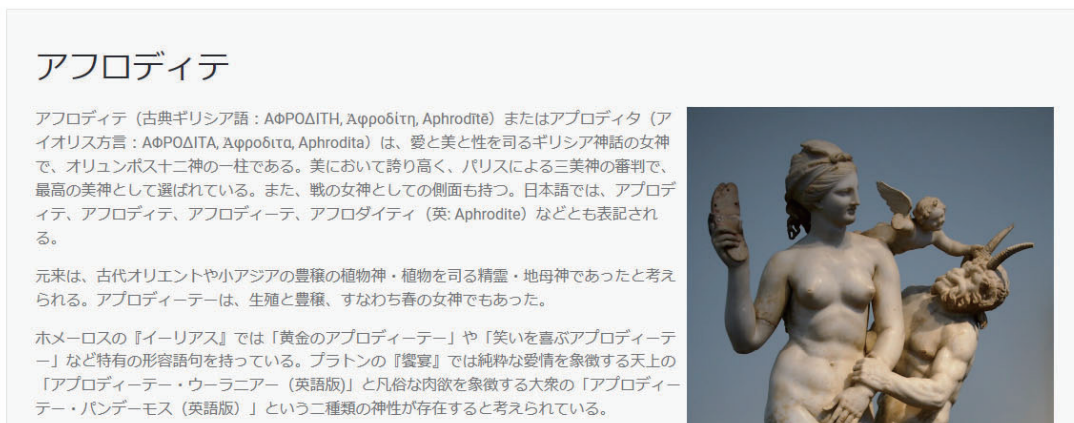 アフロディテ
アフロディテ（古典ギリシア語：ΑΦΡΟΔΙΤΗ, Ἀφροδίτη, Aphrodītē）またはアプロディタ（ア
イオリス方言：ΑΦΡΟΔΙΤΑ, Ἀφροδιτα, Aphrodita）は、愛と美と性を司るギリシア神話の女神
で、オリュンポス十二神の一柱である。美において誇り高く、パリスによる三美神の審判で、
最高の美神として選ばれている。また、戦の女神としての側面も持つ。日本語では、アプロデ
ィテ、アフロディテ、アフロディーテ、アフロダイティ（英: Aphrodite）などとも表記され
る。
元来は、古代オリエントや小アジアの豊穣の植物神・植物を司る精霊・地母神であったと考え
られる。アプロディーテーは、生殖と豊穣、すなわち春の女神でもあった。
ホメーロスの『イーリアス』では「黄金のアプロディーテー」や「笑いを喜ぶアプロディーテ
ー」など特有の形容語句を持っている。プラトンの『饗宴』では純粋な愛情を象徴する天上の
「アプロディーテー・ウーラニアー（英語版)」と凡俗な肉欲を象徴する大衆の「アプロディー
テー・パンデーモス（英語版）」という二種類の神性が存在すると考えられている。